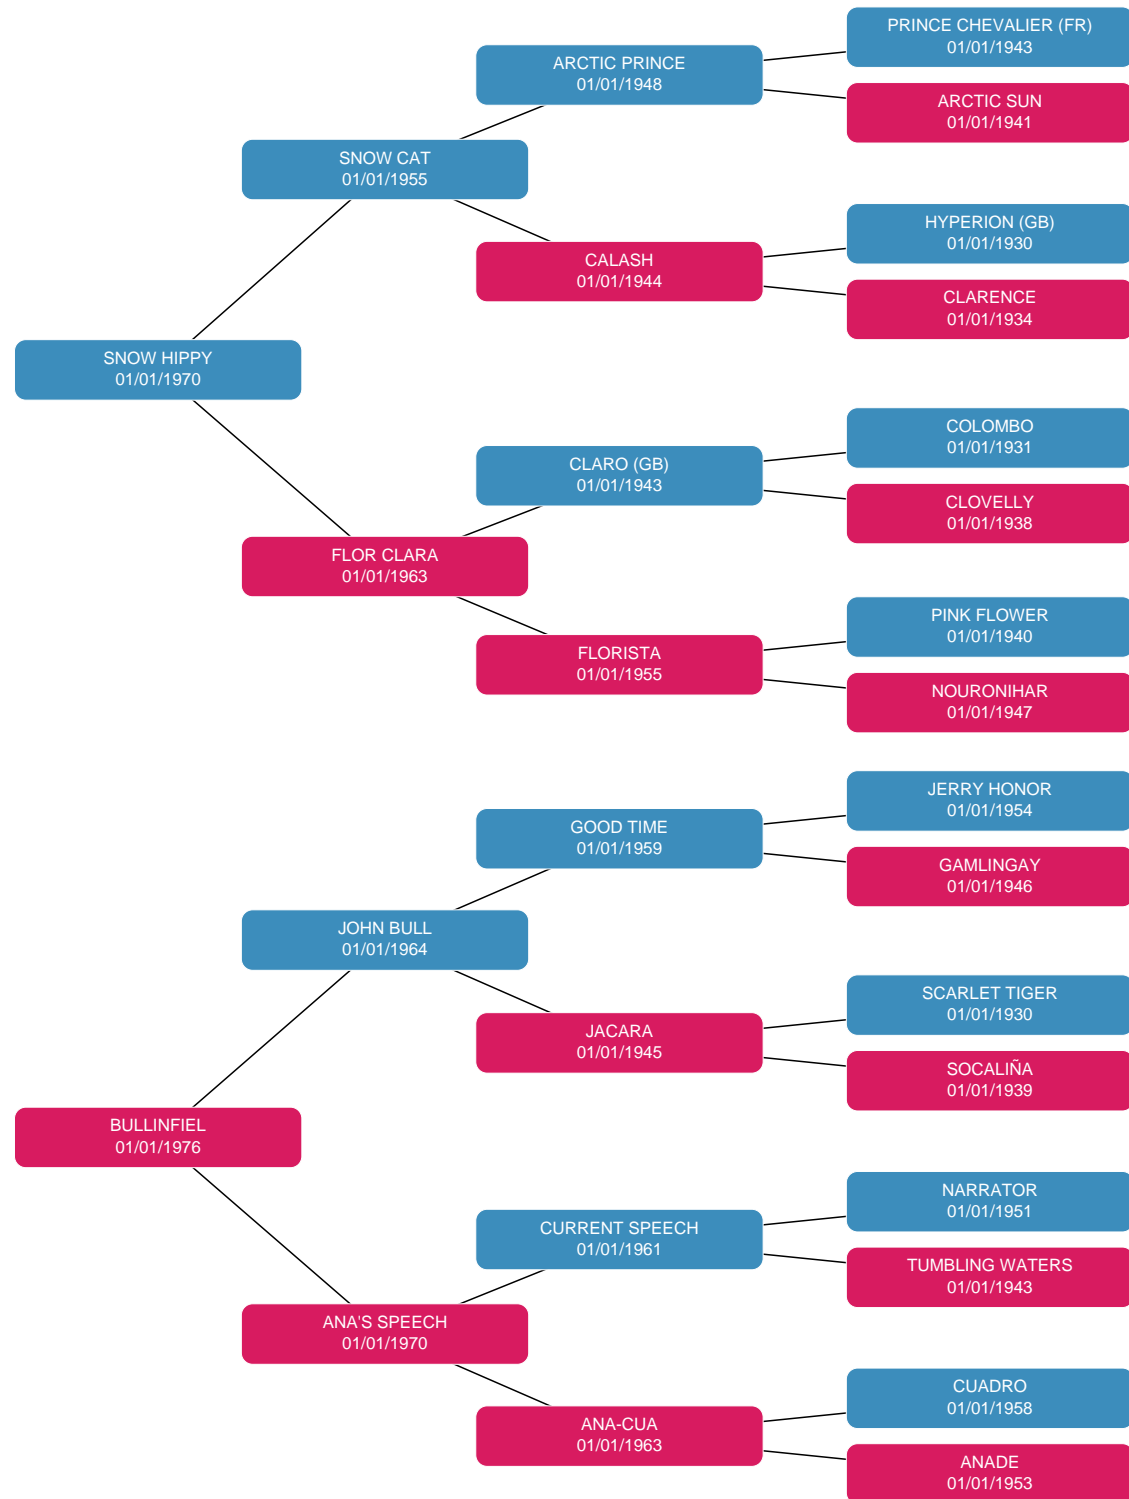 PRINCE CHEVALIER (FR)
01/01/1943
ARCTIC PRINCE
01/01/1948
ARCTIC SUN
01/01/1941
SNOW CAT
01/01/1955
HYPERION (GB)
01/01/1930
CALASH
01/01/1944
CLARENCE
01/01/1934
SNOW HIPPY
01/01/1970
COLOMBO
01/01/1931
CLARO (GB)
01/01/1943
CLOVELLY
01/01/1938
FLOR CLARA
01/01/1963
PINK FLOWER
01/01/1940
FLORISTA
01/01/1955
NOURONIHAR
01/01/1947
JERRY HONOR
01/01/1954
GOOD TIME
01/01/1959
GAMLINGAY
01/01/1946
JOHN BULL
01/01/1964
SCARLET TIGER
01/01/1930
JACARA
01/01/1945
SOCALIÑA
01/01/1939
BULLINFIEL
01/01/1976
NARRATOR
01/01/1951
CURRENT SPEECH
01/01/1961
TUMBLING WATERS
01/01/1943
ANA'S SPEECH
01/01/1970
CUADRO
01/01/1958
ANA-CUA
01/01/1963
ANADE
01/01/1953